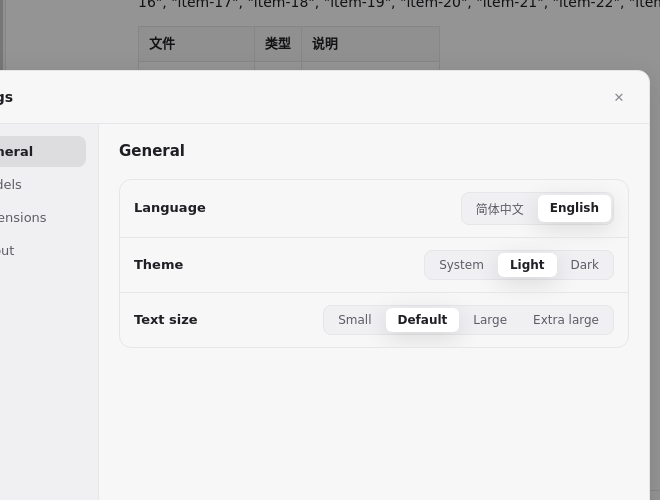 16", "item-17", "item-18", "item-19", "item-20", "item-21", "item-22", "item
文件 类型 说明
gs ×
neral
dels
ensions
out
General
Language 简体中文 English
Theme System Light Dark
Text size Small Default Large Extra large